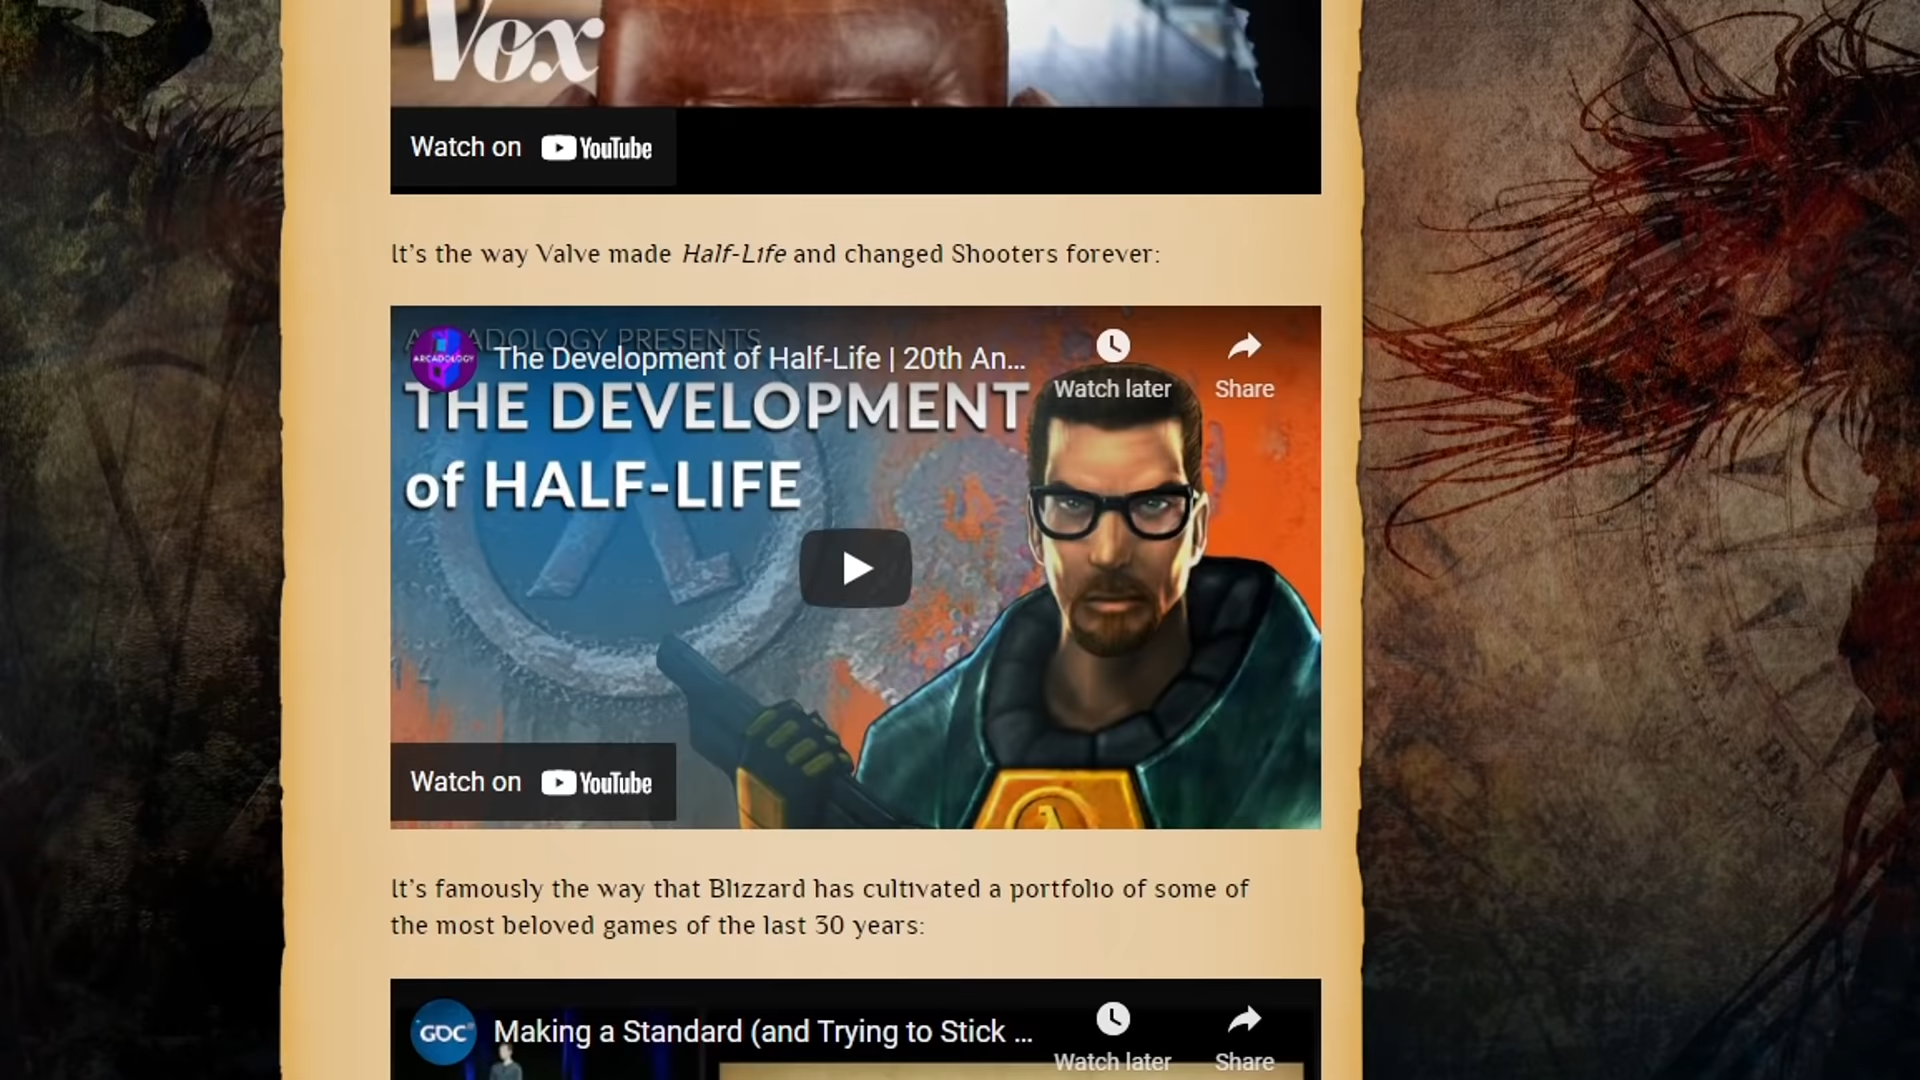 Vox
Watch on YouTube
It's the way Valve made Half-Life and changed Shooters forever:
ARCADOLOGY PRESENTS
ARCADOLOGY
The Development of Half-Life | 20th An...
Watch later
Share
THE DEVELOPMENT
of HALF-LIFE
Watch on YouTube
It's famously the way that Blizzard has cultivated a portfolio of some of
the most beloved games of the last 30 years:
GDC
Making a Standard (and Trying to Stick ...
Watch later
Share